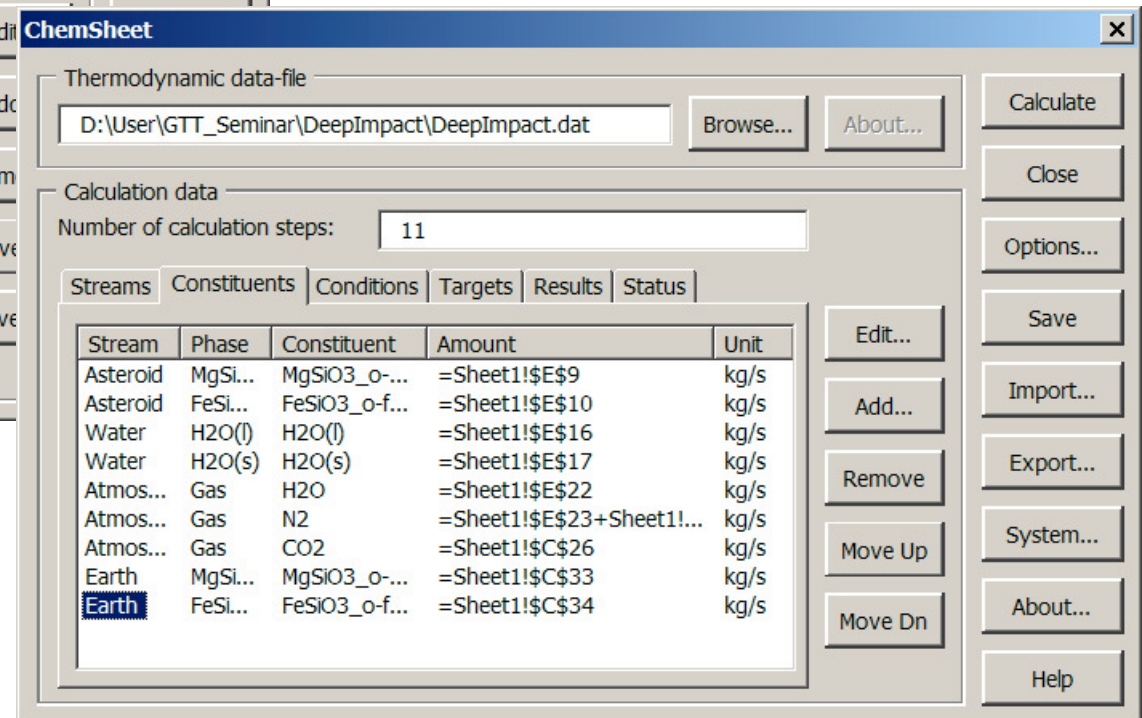 ChemSheet
Thermodynamic data-file
D:\User\GTT_Seminar\DeepImpact\DeepImpact.dat Browse... About...
Calculate
Close
Options...
Save
Import...
Export...
System...
About...
Help
Calculation data
Number of calculation steps: 11
Streams Constituents Conditions Targets Results Status
Stream Phase Constituent Amount Unit
Asteroid MgSi... MgSiO3_o-... =Sheet1!$E$9 kg/s
Asteroid FeSi... FeSiO3_o-f... =Sheet1!$E$10 kg/s
Water H2O(l) H2O(l) =Sheet1!$E$16 kg/s
Water H2O(s) H2O(s) =Sheet1!$E$17 kg/s
Atmos... Gas H2O =Sheet1!$E$22 kg/s
Atmos... Gas N2 =Sheet1!$E$23+Sheet1!... kg/s
Atmos... Gas CO2 =Sheet1!$C$26 kg/s
Earth MgSi... MgSiO3_o-... =Sheet1!$C$33 kg/s
Earth FeSi... FeSiO3_o-f... =Sheet1!$C$34 kg/s
Edit...
Add...
Remove
Move Up
Move Dn